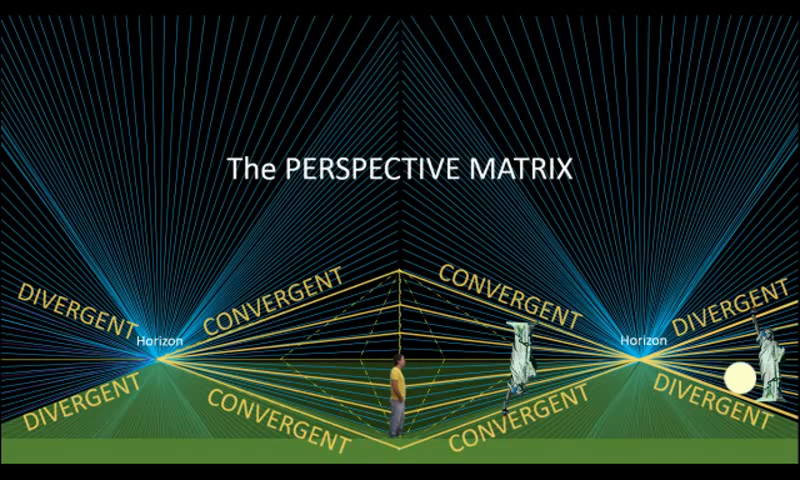 The PERSPECTIVE MATRIX
DIVERGENT
CONVERGENT
CONVERGENT
DIVERGENT
Horizon
Horizon
DIVERGENT
CONVERGENT
CONVERGENT
DIVERGENT